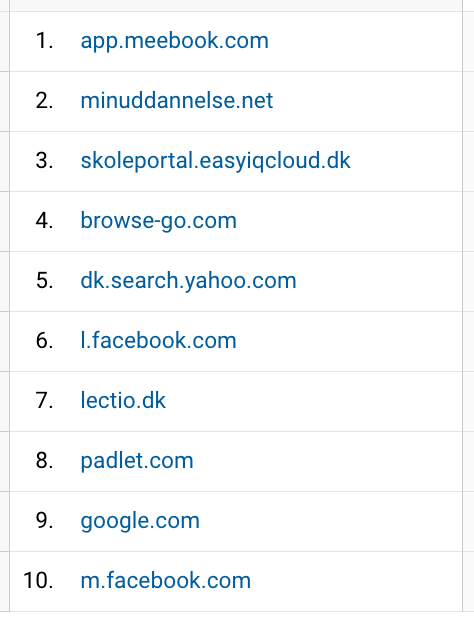 1. app.meebook.com
2. minuddannelse.net
3. skoleportal.easyiqcloud.dk
4. browse-go.com
5. dk.search.yahoo.com
6. l.facebook.com
7. lectio.dk
8. padlet.com
9. google.com
10. m.facebook.com